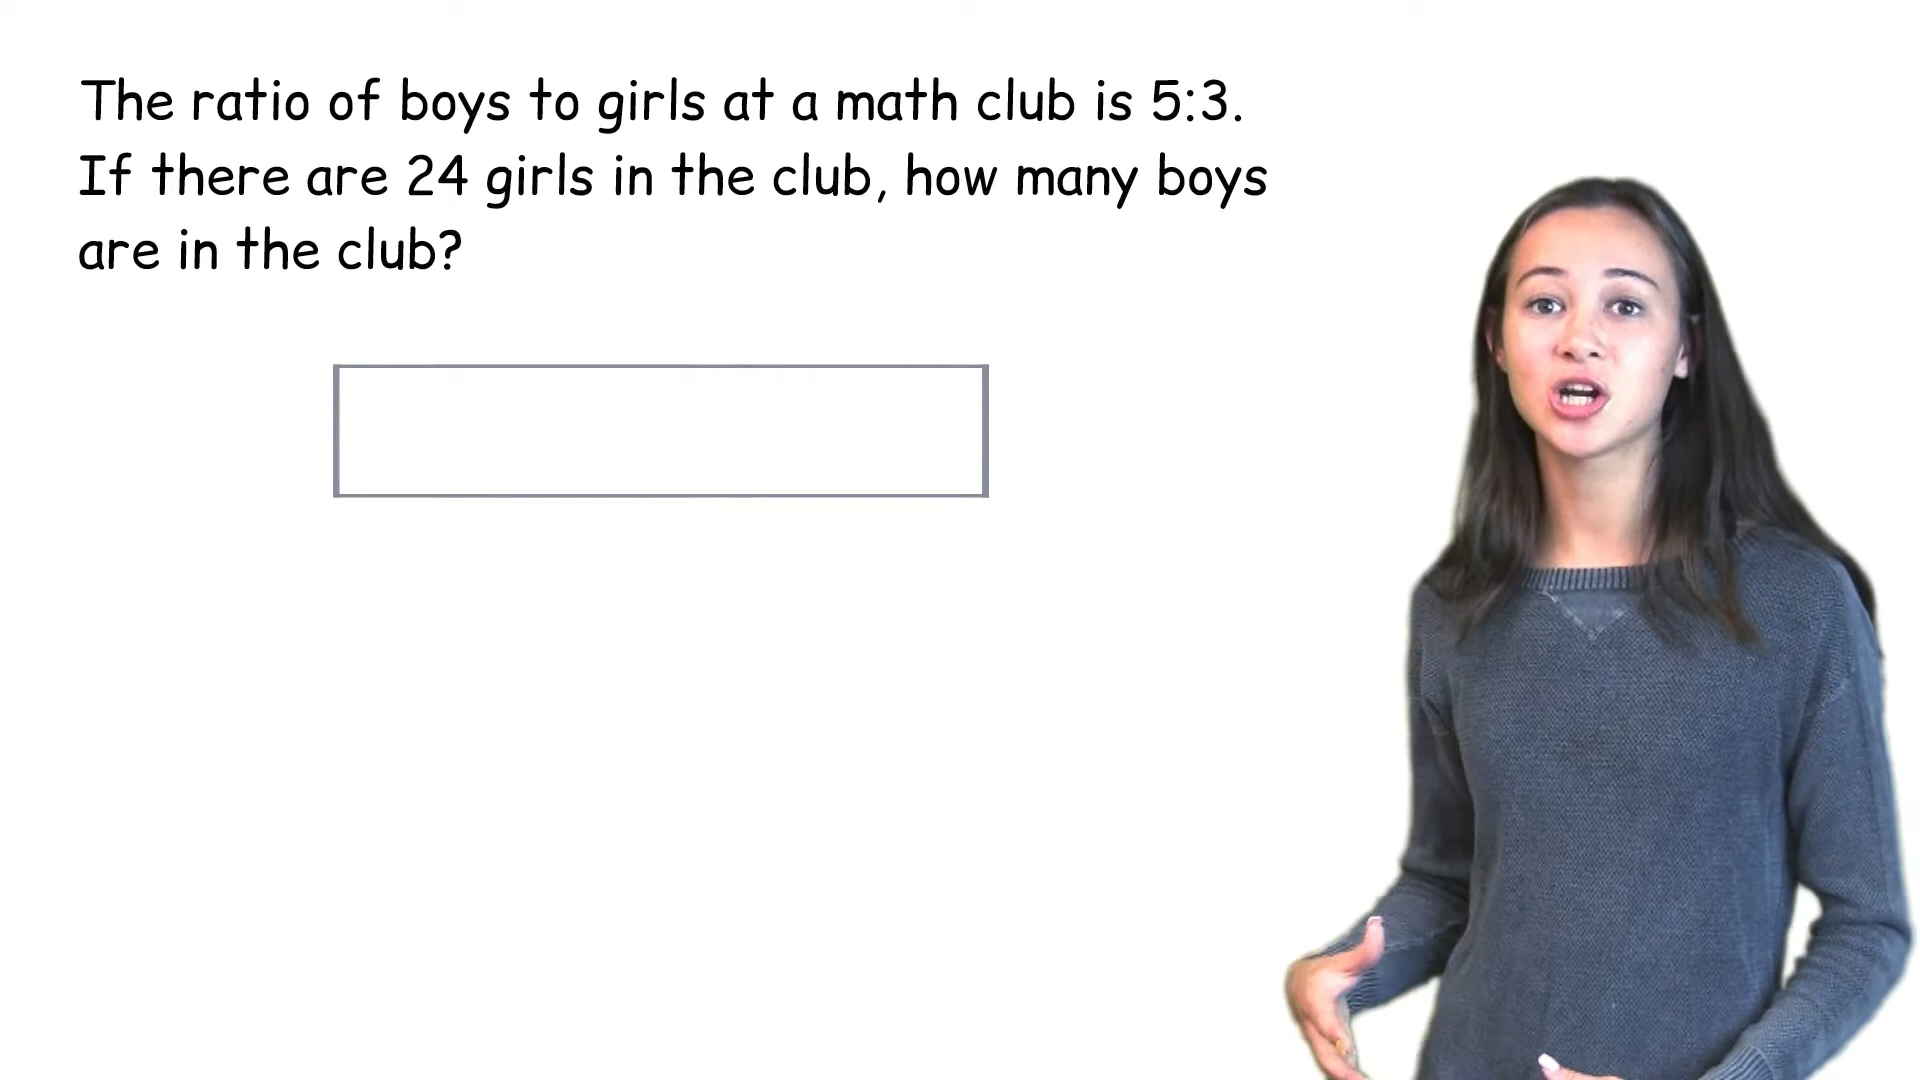 The ratio of boys to girls at a math club is 5:3.
If there are 24 girls in the club, how many boys
are in the club?